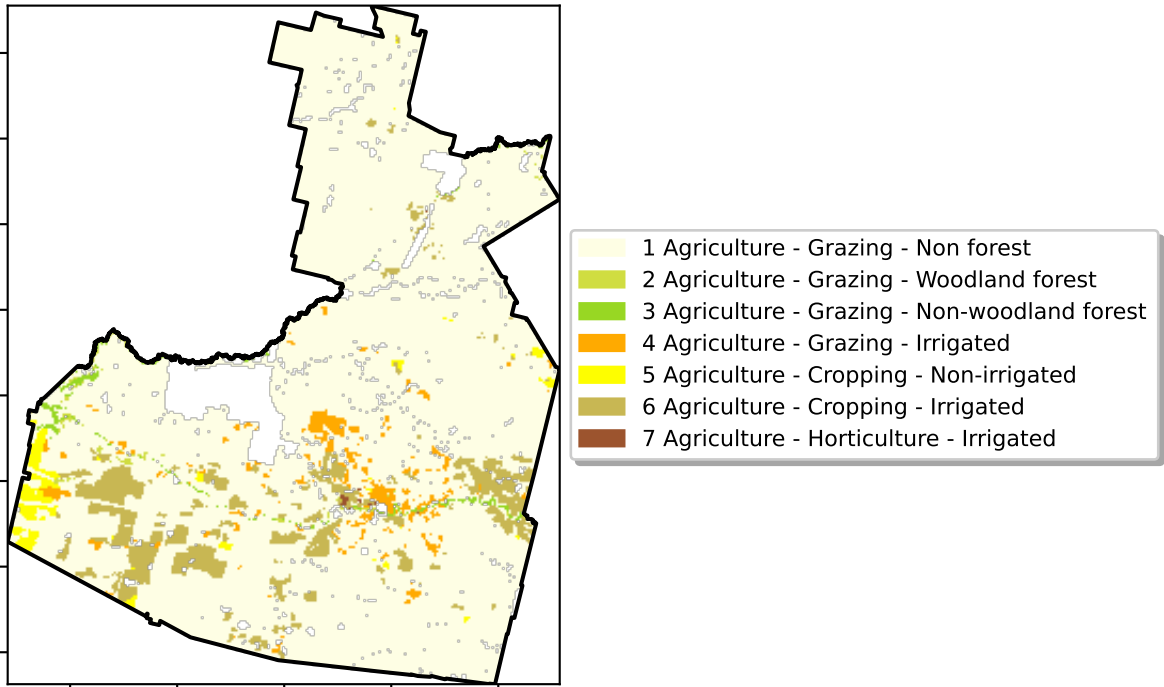 1 Agriculture - Grazing - Non forest
2 Agriculture - Grazing - Woodland forest
3 Agriculture - Grazing - Non-woodland forest
4 Agriculture - Grazing - Irrigated
5 Agriculture - Cropping - Non-irrigated
6 Agriculture - Cropping - Irrigated
7 Agriculture - Horticulture - Irrigated